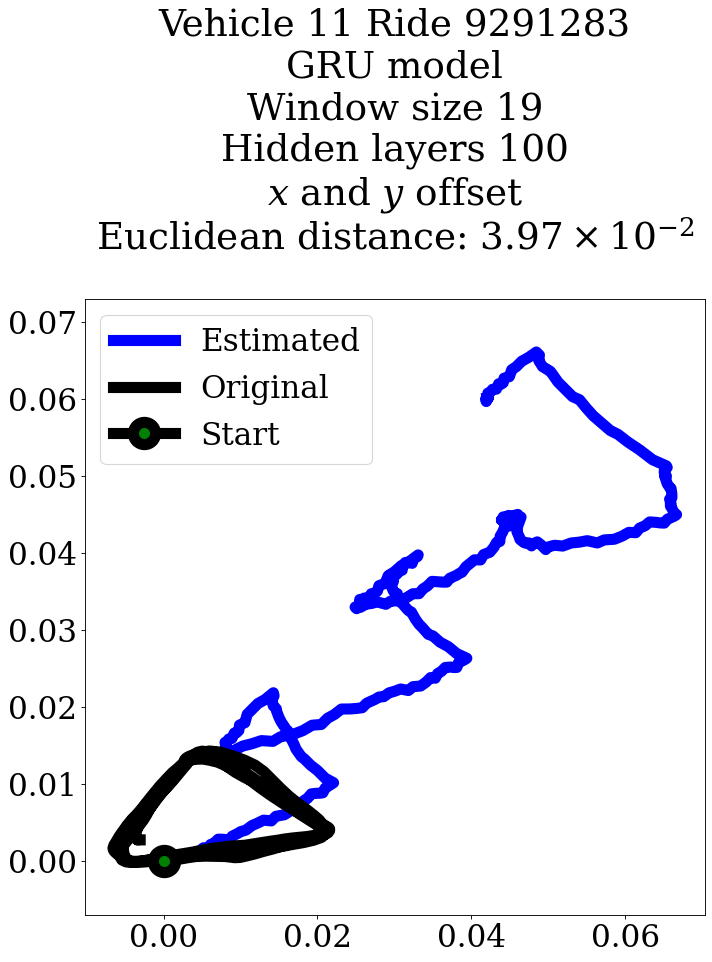 Vehicle 11 Ride 9291283
GRU model
Window size 19
Hidden layers 100
x and y offset
Euclidean distance: 3.97 × 10⁻²
0.07
0.06
0.05
0.04
0.03
0.02
0.01
0.00
Estimated
Original
Start
0.00 0.02 0.04 0.06